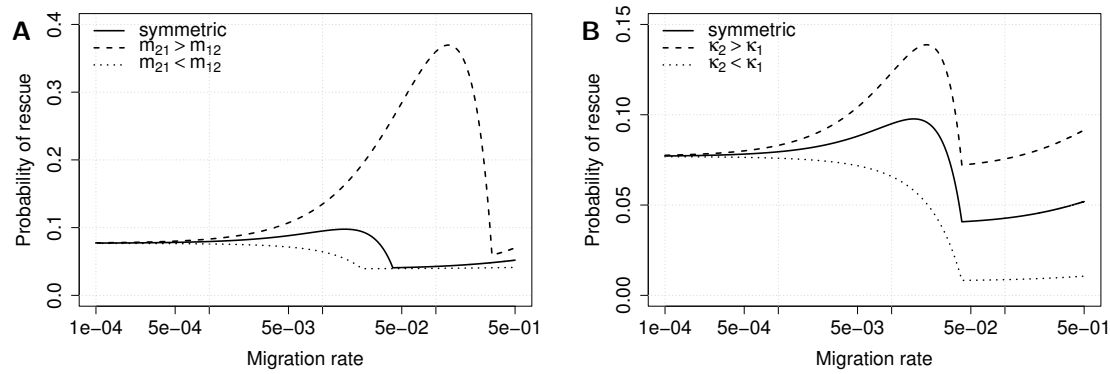 A
symmetric
m21 > m12
m21 < m12
Probability of rescue
0.0 0.1 0.2 0.3 0.4
1e−04 5e−04 5e−03 5e−02 5e−01
Migration rate
B
symmetric
κ2 > κ1
κ2 < κ1
Probability of rescue
0.00 0.05 0.10 0.15
1e−04 5e−04 5e−03 5e−02 5e−01
Migration rate